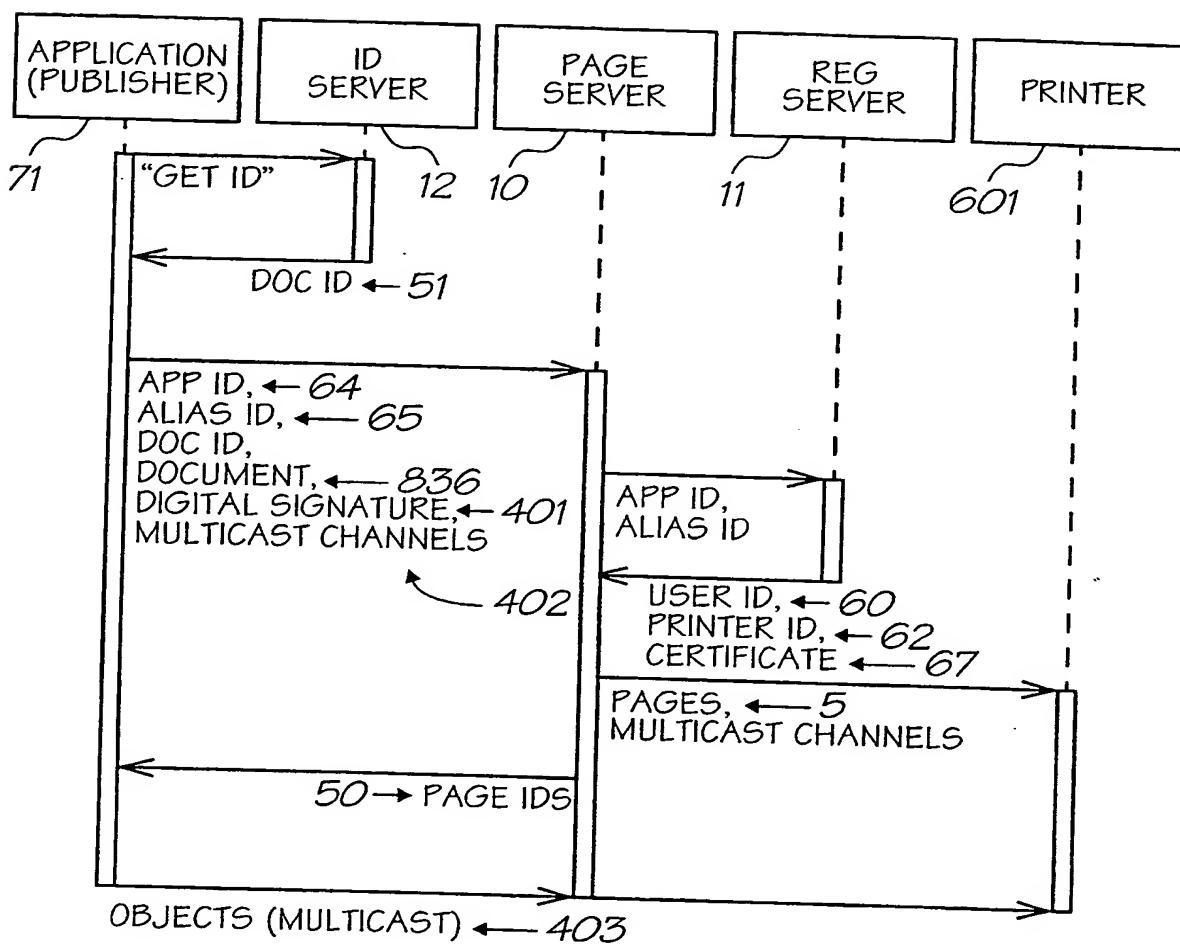 APPLICATION
(PUBLISHER)
ID
SERVER
PAGE
SERVER
REG
SERVER
PRINTER
71
12
10
11
601
“GET ID”
DOC ID 51
APP ID, 64
ALIAS ID, 65
DOC ID,
DOCUMENT, 836
DIGITAL SIGNATURE, 401
MULTICAST CHANNELS
402
APP ID,
ALIAS ID
USER ID, 60
PRINTER ID, 62
CERTIFICATE 67
PAGES, 5
MULTICAST CHANNELS
50 PAGE IDS
OBJECTS (MULTICAST) 403